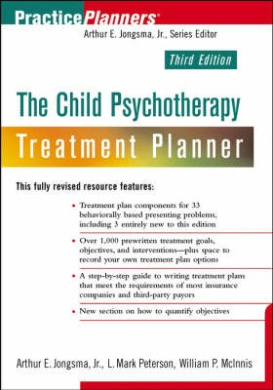 PracticePlanners®
Arthur E. Jongsma, Jr., Series Editor
Third Edition
The Child Psychotherapy
Treatment Planner
This fully revised resource features:
• Treatment plan components for 33
behaviorally based presenting problems,
including 3 entirely new to this edition
• Over 1,000 prewritten treatment goals,
objectives, and interventions—plus space to
record your own treatment plan options
• A step-by-step guide to writing treatment plans
that meet the requirements of most insurance
companies and third-party payors
• New section on how to quantify objectives
Arthur E. Jongsma, Jr., L. Mark Peterson, William P. McInnis